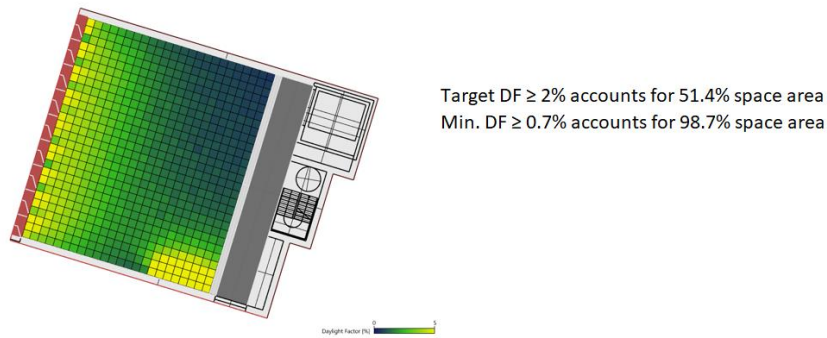 Target DF ≥ 2% accounts for 51.4% space area
Min. DF ≥ 0.7% accounts for 98.7% space area
Daylight Factor (%) 0 5